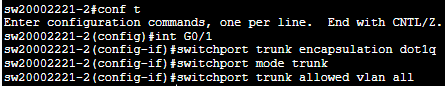 sw20002221-2#conf t
Enter configuration commands, one per line.  End with CNTL/Z.
sw20002221-2(config)#int G0/1
sw20002221-2(config-if)#switchport trunk encapsulation dot1q
sw20002221-2(config-if)#switchport mode trunk
sw20002221-2(config-if)#switchport trunk allowed vlan all